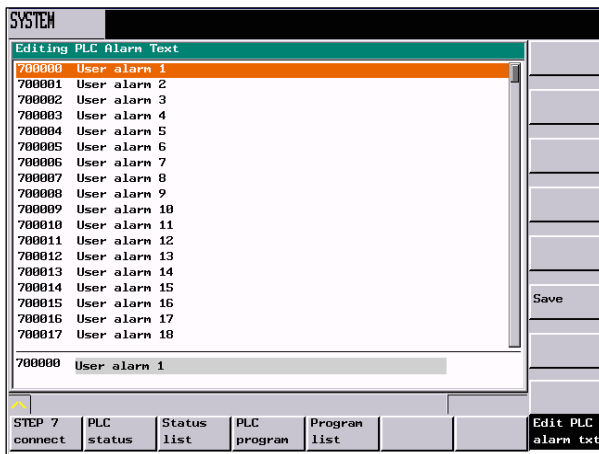 SYSTEM
Editing PLC Alarm Text
700000 User alarm 1
700001 User alarm 2
700002 User alarm 3
700003 User alarm 4
700004 User alarm 5
700005 User alarm 6
700006 User alarm 7
700007 User alarm 8
700008 User alarm 9
700009 User alarm 10
700010 User alarm 11
700011 User alarm 12
700012 User alarm 13
700013 User alarm 14
700014 User alarm 15
700015 User alarm 16
700016 User alarm 17
700017 User alarm 18
Save
700000 User alarm 1
STEP 7 connect
PLC status
Status list
PLC program
Program list
Edit PLC alarm txt